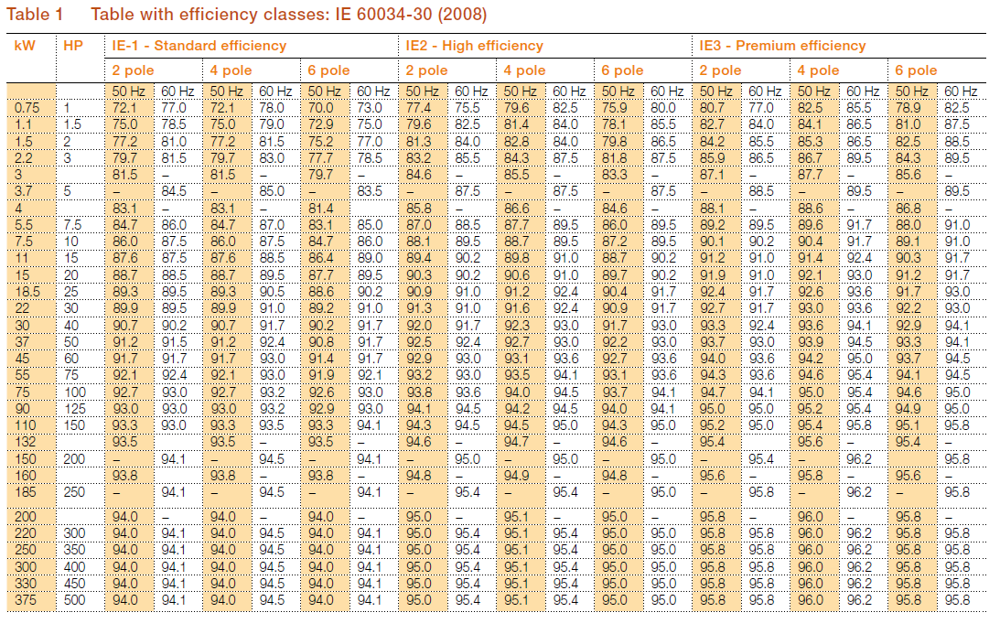 Table 1 Table with efficiency classes: IE 60034-30 (2008)
kW HP IE-1 - Standard efficiency IE2 - High efficiency IE3 - Premium efficiency
2 pole 4 pole 6 pole 2 pole 4 pole 6 pole 2 pole 4 pole 6 pole
50 Hz 60 Hz 50 Hz 60 Hz 50 Hz 60 Hz 50 Hz 60 Hz 50 Hz 60 Hz 50 Hz 60 Hz 50 Hz 60 Hz 50 Hz 60 Hz 50 Hz 60 Hz
0.75 1 72.1 77.0 72.1 78.0 70.0 73.0 77.4 75.5 79.6 82.5 75.9 80.0 80.7 77.0 82.5 85.5 78.9 82.5
1.1 1.5 75.0 78.5 75.0 79.0 72.9 75.0 79.6 82.5 81.4 84.0 78.1 85.5 82.7 84.0 84.1 86.5 81.0 87.5
1.5 2 77.2 81.0 77.2 81.5 75.2 77.0 81.3 84.0 82.8 84.0 79.8 86.5 84.2 85.5 85.3 86.5 82.5 88.5
2.2 3 79.7 81.5 79.7 83.0 77.7 78.5 83.2 85.5 84.3 87.5 81.8 87.5 85.9 86.5 86.7 89.5 84.3 89.5
3 81.5 – 81.5 – 79.7 – 84.6 – 85.5 – 83.3 – 87.1 – 87.7 – 85.6 –
3.7 5 – 84.5 – 85.0 – 83.5 – 87.5 – 87.5 – 87.5 – 88.5 – 89.5 – 89.5
4 83.1 – 83.1 – 81.4 85.8 – 86.6 – 84.6 – 88.1 – 88.6 – 86.8 –
5.5 7.5 84.7 86.0 84.7 87.0 83.1 85.0 87.0 88.5 87.7 89.5 86.0 89.5 89.2 89.5 89.6 91.7 88.0 91.0
7.5 10 86.0 87.5 86.0 87.5 84.7 86.0 88.1 89.5 88.7 89.5 87.2 89.5 90.1 90.2 90.4 91.7 89.1 91.0
11 15 87.6 87.5 87.6 88.5 86.4 89.0 89.4 90.2 89.8 91.0 88.7 90.2 91.2 91.0 91.4 92.4 90.3 91.7
15 20 88.7 88.5 88.7 89.5 87.7 89.5 90.3 90.2 90.6 91.0 89.7 90.2 91.9 91.0 92.1 93.0 91.2 91.7
18.5 25 89.3 89.5 89.3 90.5 88.6 90.2 90.9 91.0 91.2 92.4 90.4 91.7 92.4 91.7 92.6 93.6 91.7 93.0
22 30 89.9 89.5 89.9 91.0 89.2 91.0 91.3 91.0 91.6 92.4 90.9 91.7 92.7 91.7 93.0 93.6 92.2 93.0
30 40 90.7 90.2 90.7 91.7 90.2 91.7 92.0 91.7 92.3 93.0 91.7 93.0 93.3 92.4 93.6 94.1 92.9 94.1
37 50 91.2 91.5 91.2 92.4 90.8 91.7 92.5 92.4 92.7 93.0 92.2 93.0 93.7 93.0 93.9 94.5 93.3 94.1
45 60 91.7 91.7 91.7 93.0 91.4 91.7 92.9 93.0 93.1 93.6 92.7 93.6 94.0 93.6 94.2 95.0 93.7 94.5
55 75 92.1 92.4 92.1 93.0 91.9 92.1 93.2 93.0 93.5 94.1 93.1 93.6 94.3 93.6 94.6 95.4 94.1 94.5
75 100 92.7 93.0 92.7 93.2 92.6 93.0 93.8 93.6 94.0 94.5 93.7 94.1 94.7 94.1 95.0 95.4 94.6 95.0
90 125 93.0 93.0 93.0 93.2 92.9 93.0 94.1 94.5 94.2 94.5 94.0 94.1 95.0 95.0 95.2 95.4 94.9 95.0
110 150 93.3 93.0 93.3 93.5 93.3 94.1 94.3 94.5 94.5 95.0 94.3 95.0 95.2 95.0 95.4 95.8 95.1 95.8
132 93.5 93.5 – 93.5 – 94.6 – 94.7 – 94.6 – 95.4 95.6 – 95.4 –
150 200 – 94.1 – 94.5 – 94.1 – 95.0 – 95.0 – 95.0 – 95.4 – 96.2 95.8
160 93.8 93.8 – 93.8 – 94.8 – 94.9 – 94.8 – 95.6 – 95.8 – 95.6 –
185 250 – 94.1 – 94.5 – 94.1 – 95.4 – 95.4 – 95.0 – 95.8 – 96.2 – 95.8
200 94.0 – 94.0 – 94.0 – 95.0 – 95.1 – 95.0 – 95.8 – 96.0 – 95.8 –
220 300 94.0 94.1 94.0 94.5 94.0 94.1 95.0 95.4 95.1 95.4 95.0 95.0 95.8 95.8 96.0 96.2 95.8 95.8
250 350 94.0 94.1 94.0 94.5 94.0 94.1 95.0 95.4 95.1 95.4 95.0 95.0 95.8 95.8 96.0 96.2 95.8 95.8
300 400 94.0 94.1 94.0 94.5 94.0 94.1 95.0 95.4 95.1 95.4 95.0 95.0 95.8 95.8 96.0 96.2 95.8 95.8
330 450 94.0 94.1 94.0 94.5 94.0 94.1 95.0 95.4 95.1 95.4 95.0 95.0 95.8 95.8 96.0 96.2 95.8 95.8
375 500 94.0 94.1 94.0 94.5 94.0 94.1 95.0 95.4 95.1 95.4 95.0 95.0 95.8 95.8 96.0 96.2 95.8 95.8